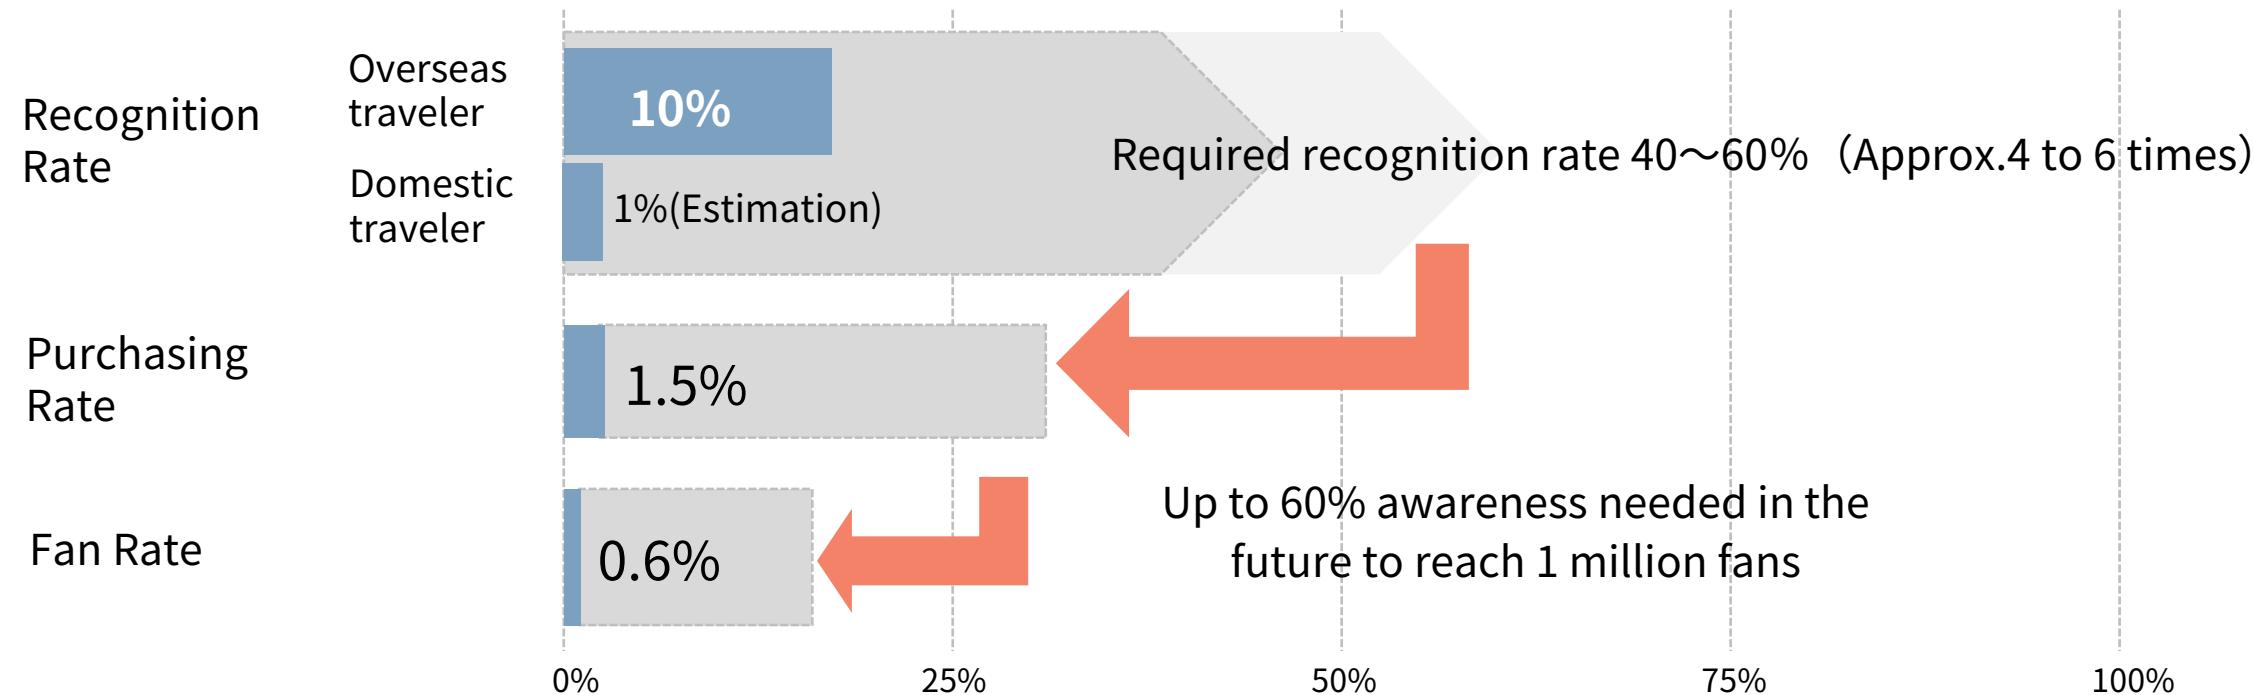 Recognition
Rate
Overseas
traveler
10%
Domestic
traveler
1%(Estimation)
Required recognition rate 40～60%（Approx.4 to 6 times）
Purchasing
Rate
1.5%
Fan Rate
0.6%
Up to 60% awareness needed in the
future to reach 1 million fans
0%
25%
50%
75%
100%